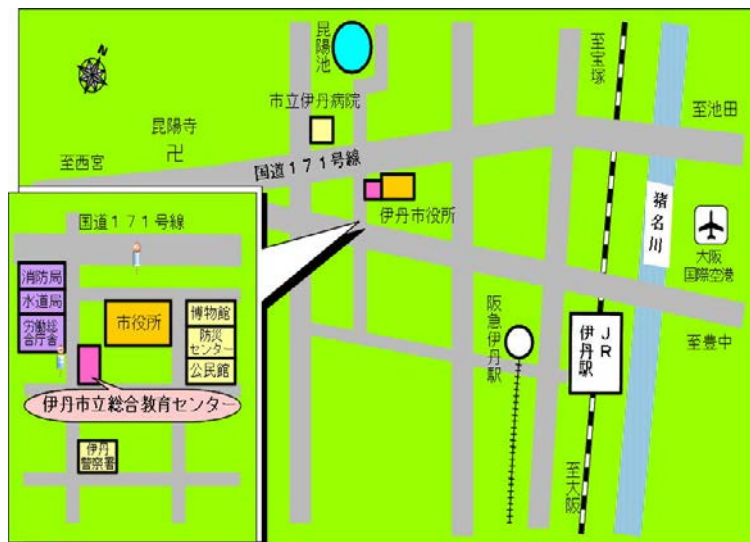 N
昆陽池
至宝塚
市立伊丹病院
昆陽寺
至西宮
国道171号線
至池田
伊丹市役所
猪名川
大阪
国際空港
阪急伊丹駅
JR
伊丹駅
至豊中
至大阪
国道171号線
消防局
水道局
労働総
合庁舎
市役所
博物館
防災
センター
公民館
伊丹市立総合教育センター
伊丹
警察署